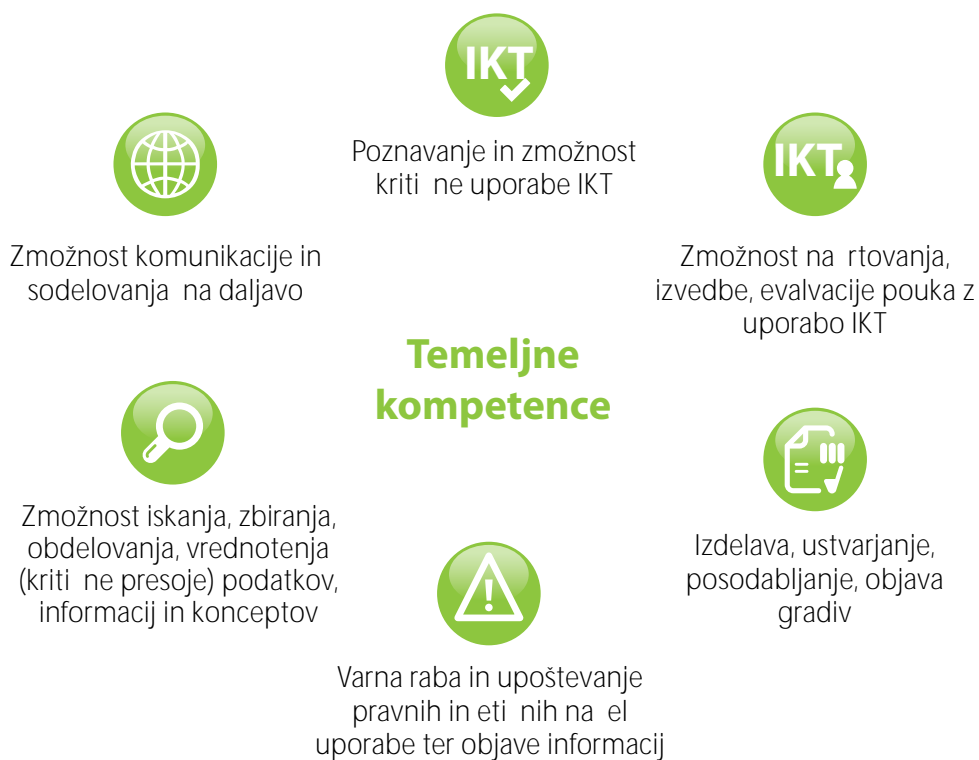 IKT
Poznavanje in zmožnost
kriti ne uporabe IKT
IKT
Zmožnost na rtovanja,
izvedbe, evalvacije pouka z
uporabo IKT
Izdelava, ustvarjanje,
posodabljanje, objava
gradiv
Varna raba in upoštevanje
pravnih in eti nih na el
uporabe ter objave informacij
Zmožnost iskanja, zbiranja,
obdelovanja, vrednotenja
(kriti ne presoje) podatkov,
informacij in konceptov
Zmožnost komunikacije in
sodelovanja na daljavo
Temeljne
kompetence